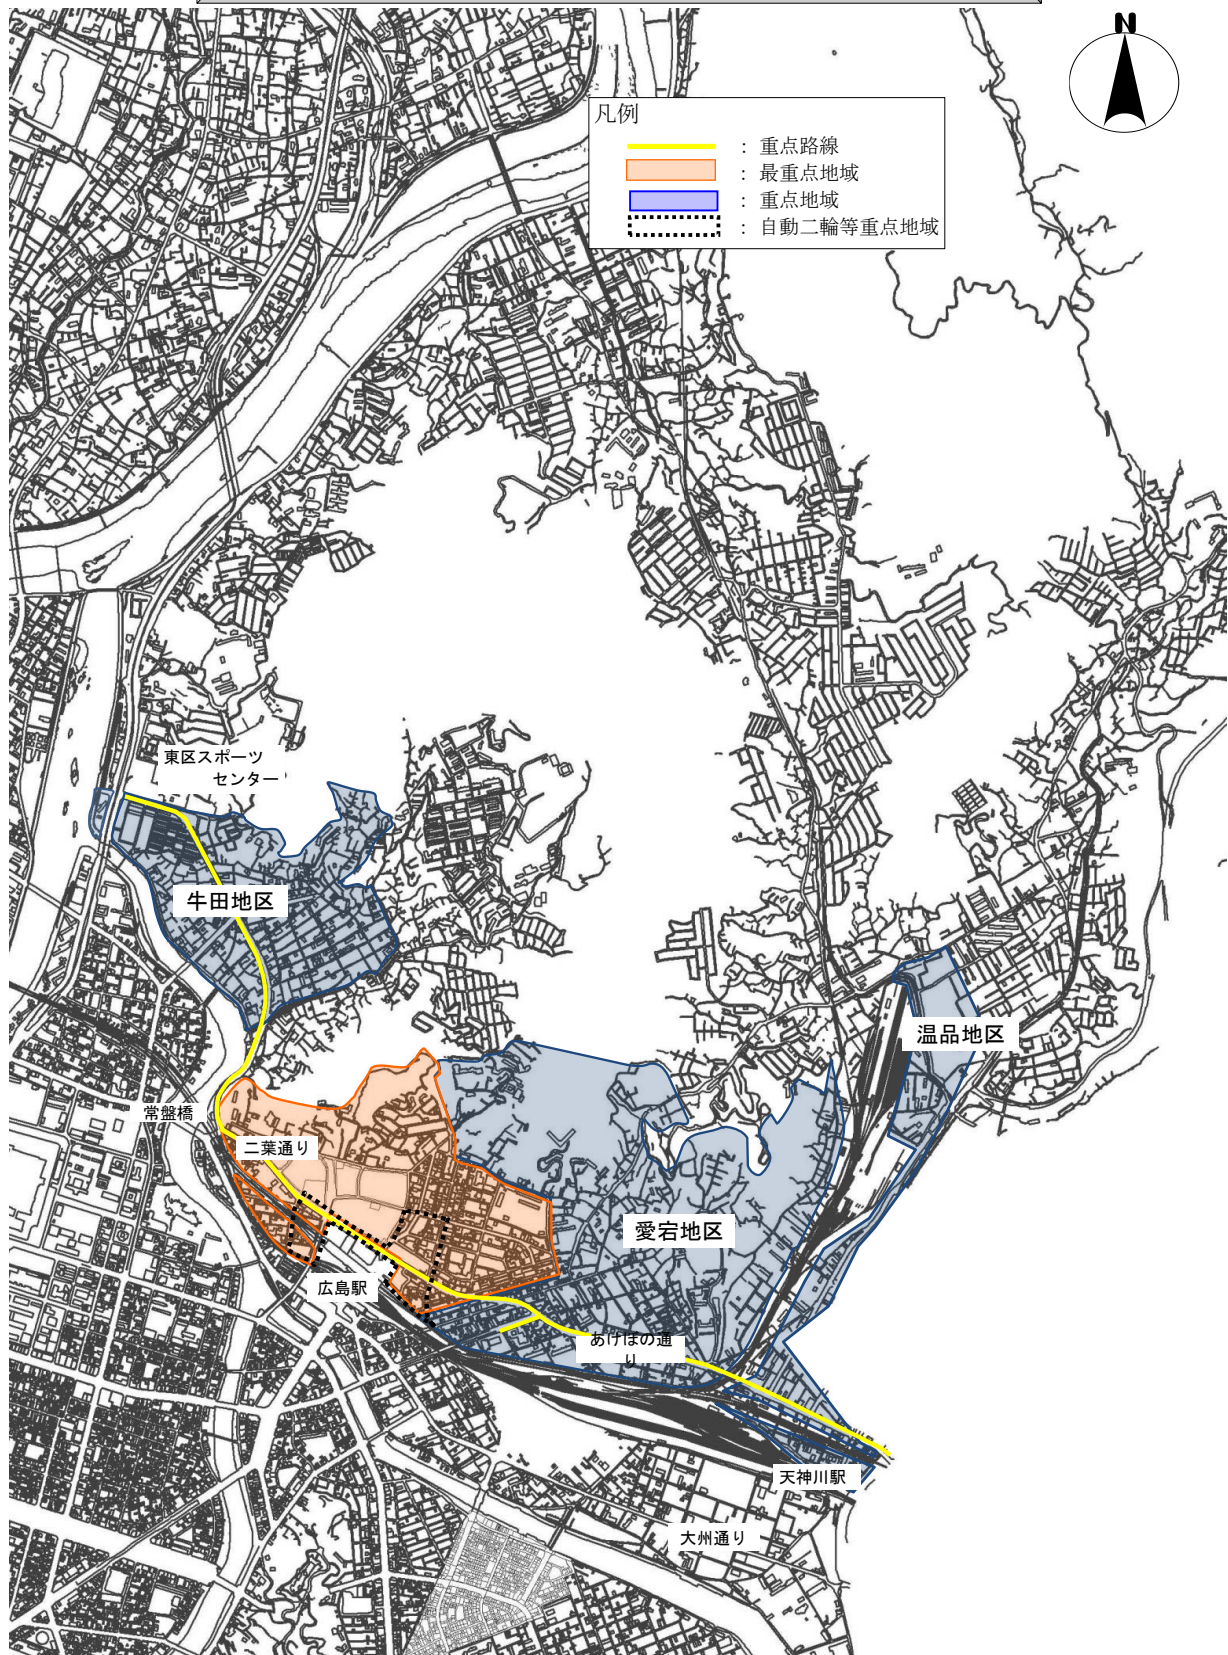 N
凡例
： 重点路線
： 最重点地域
： 重点地域
： 自動二輪等重点地域
東区スポーツ
センター
牛田地区
温品地区
常盤橋
二葉通り
愛宕地区
広島駅
あけぼの通
り
天神川駅
大州通り